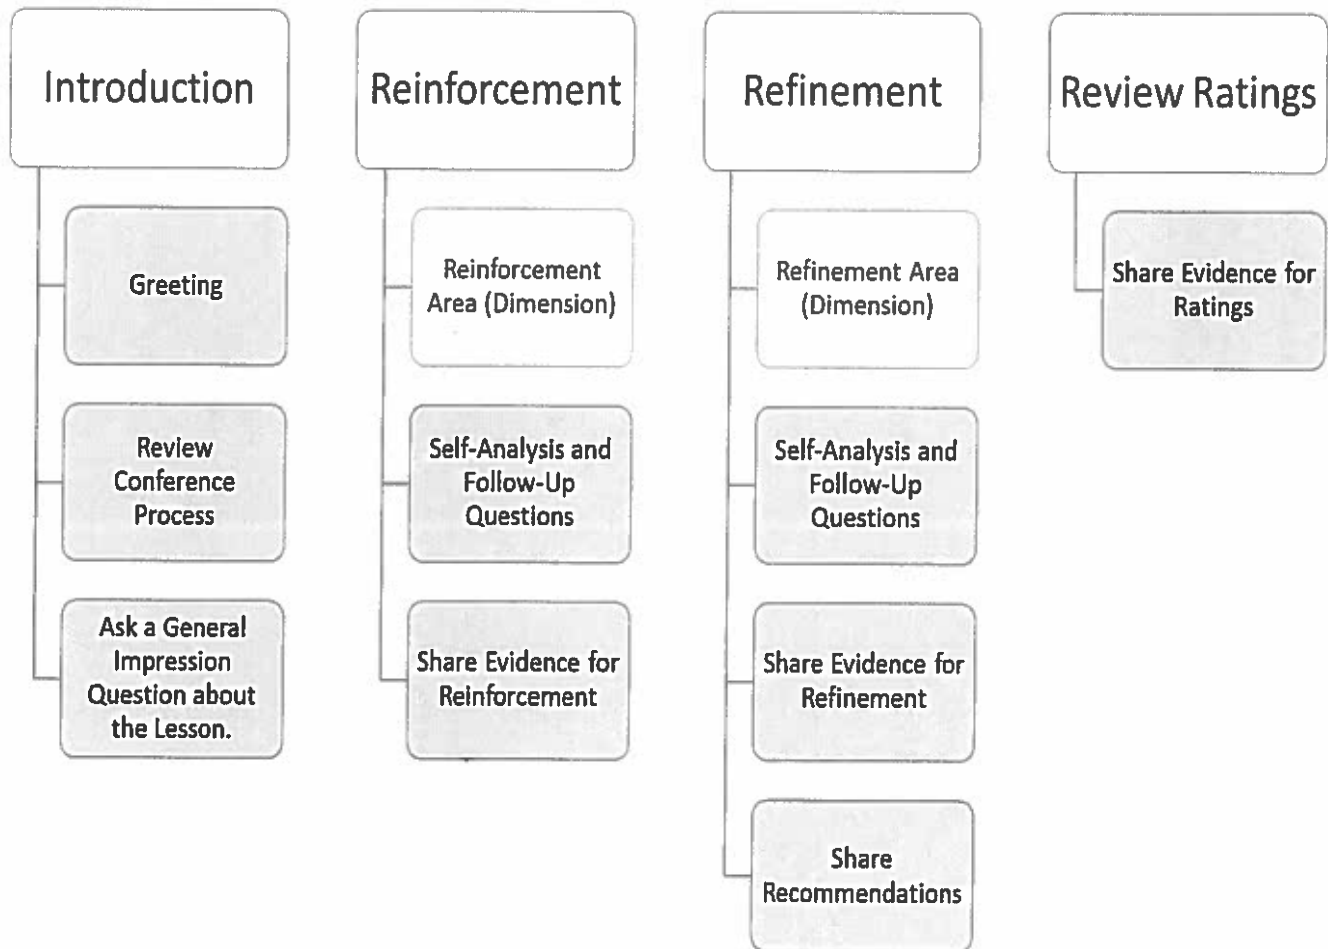 Introduction
Greeting
Review
Conference
Process
Ask a General
Impression
Question about
the Lesson.
Reinforcement
Reinforcement
Area (Dimension)
Self-Analysis and
Follow-Up
Questions
Share Evidence for
Reinforcement
Refinement
Refinement Area
(Dimension)
Self-Analysis and
Follow-Up
Questions
Share Evidence for
Refinement
Share
Recommendations
Review Ratings
Share Evidence for
Ratings